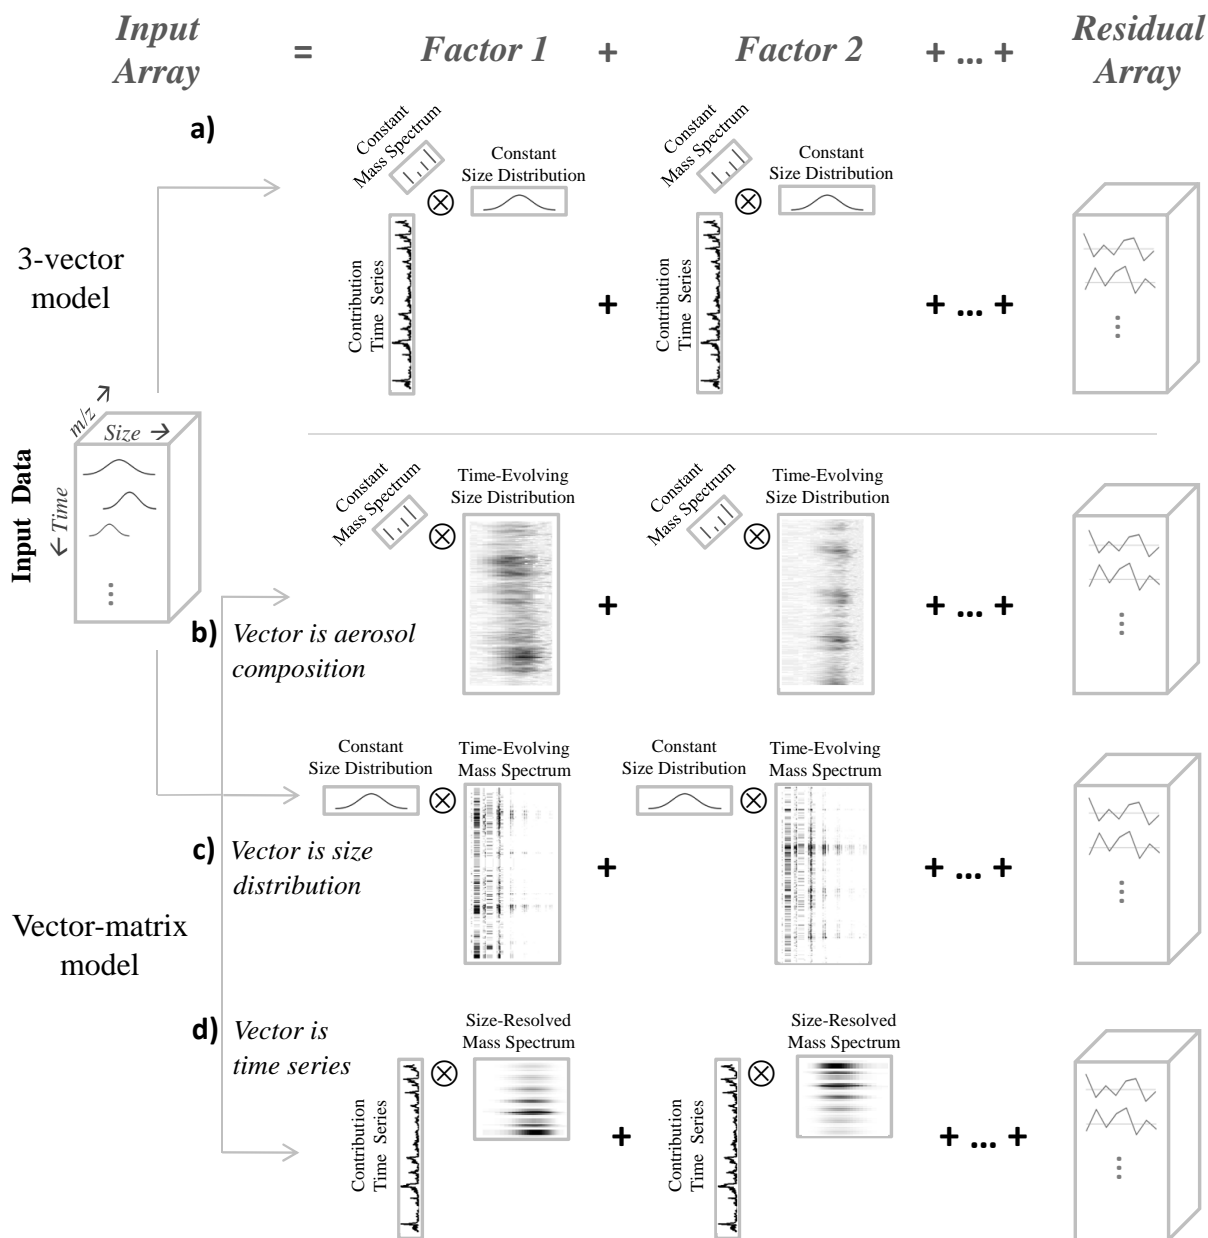 Input
Array
=
Factor 1
+
Factor 2
+ ... +
Residual
Array
a)
3-vector
model
Constant
Mass Spectrum
Constant
Size Distribution
Contribution
Time Series
+
Constant
Mass Spectrum
Constant
Size Distribution
Contribution
Time Series
+ ... +
Input Data
m/z →
Size →
← Time
b) Vector is aerosol
composition
Constant
Mass Spectrum
Time-Evolving
Size Distribution
+
Constant
Mass Spectrum
Time-Evolving
Size Distribution
+ ... +
Vector-matrix
model
c) Vector is size
distribution
Constant
Size Distribution
Time-Evolving
Mass Spectrum
+
Constant
Size Distribution
Time-Evolving
Mass Spectrum
+ ... +
d) Vector is
time series
Contribution
Time Series
Size-Resolved
Mass Spectrum
+
Contribution
Time Series
Size-Resolved
Mass Spectrum
+ ... +